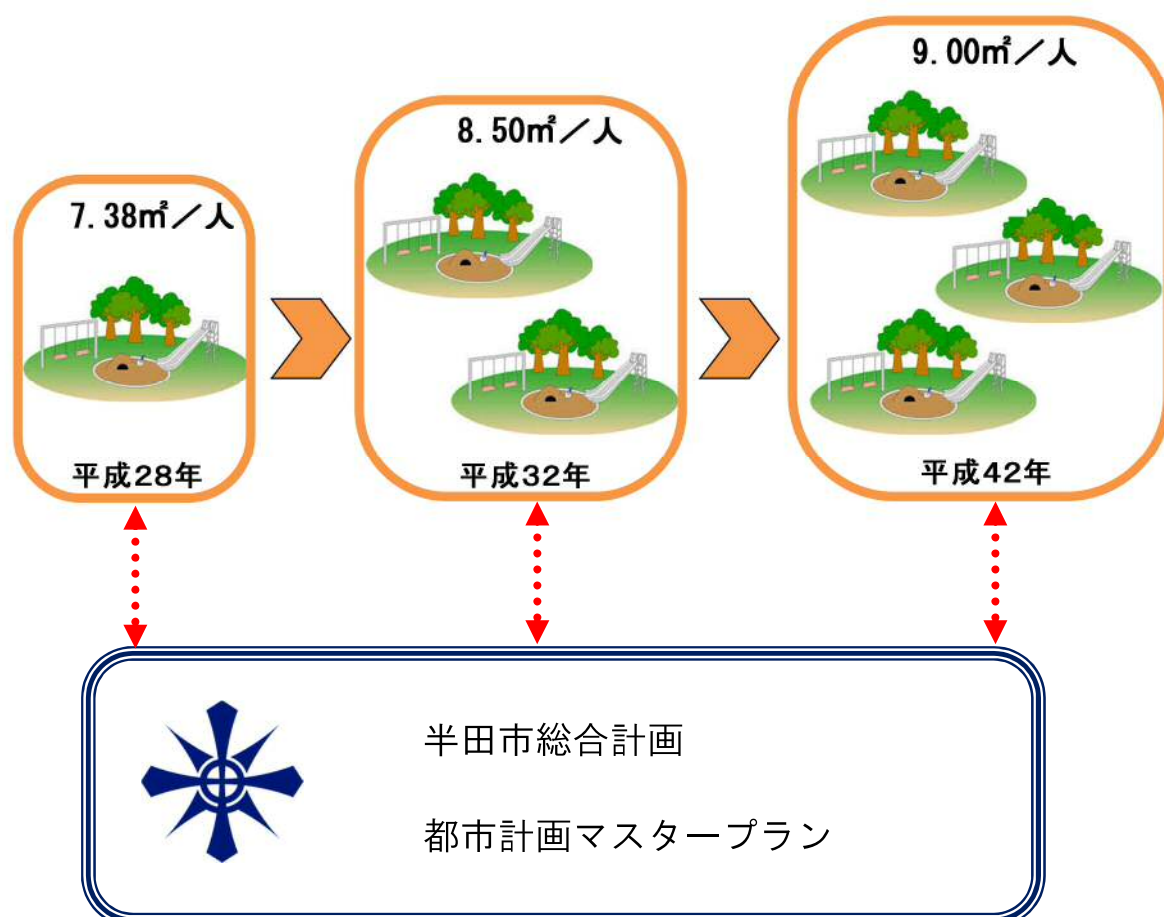 7.38㎡／人
平成28年
8.50㎡／人
平成32年
9.00㎡／人
平成42年
半田市総合計画
都市計画マスタープラン